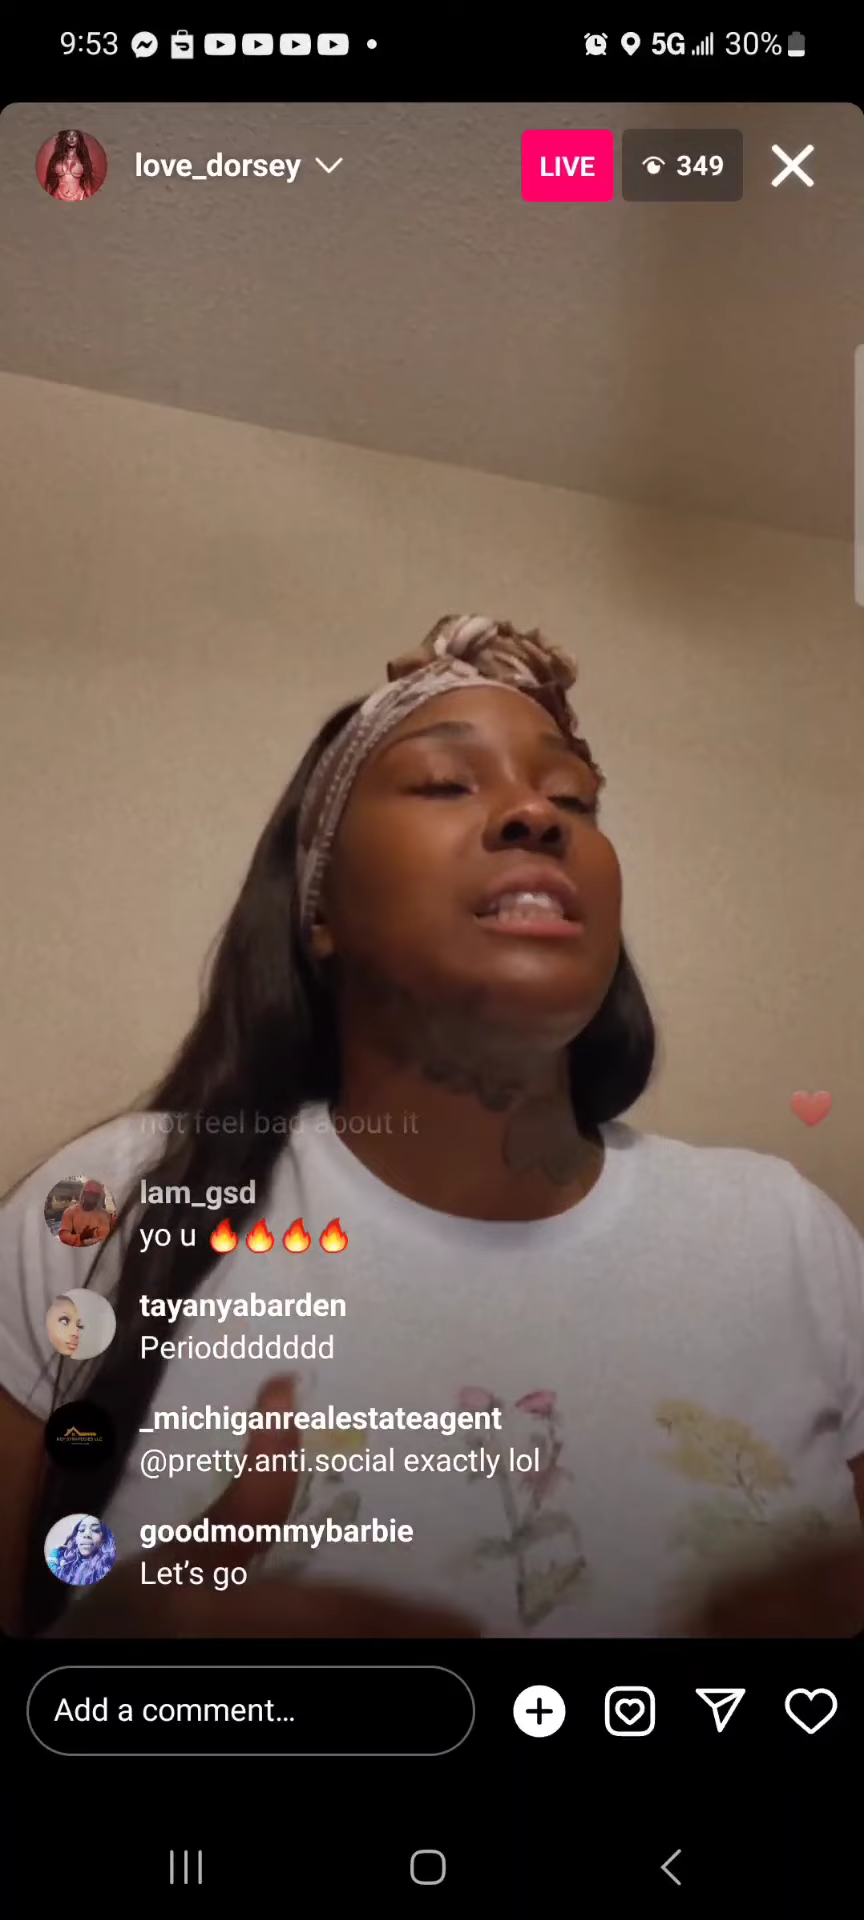 9:53
5G 30%
love_dorsey
LIVE
349
not feel bad about it
lam_gsd
yo u 🔥🔥🔥🔥
tayanyabarden
Perioddddddd
_michiganrealestateagent
@pretty.anti.social exactly lol
goodmommybarbie
Let's go
Add a comment...